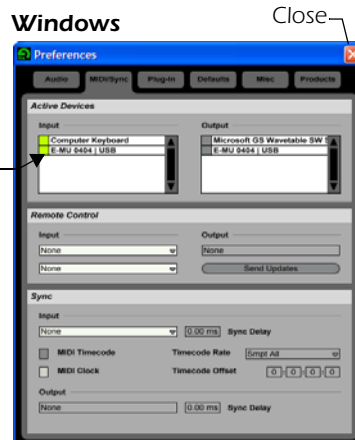 Windows
Close
Preferences
Audio MIDI/Sync Plug-In Defaults Misc Products
Active Devices
Input Output
Computer Keyboard
E-MU 0404 | USB
Microsoft GS Wavetable SW S
E-MU 0404 | USB
Remote Control
Input Output
None None
None Send Updates
Sync
Input
None 0.00 ms Sync Delay
MIDI Timecode Timecode Rate Smpt All
MIDI Clock Timecode Offset 0 0 0 0
Output
None 0.00 ms Sync Delay